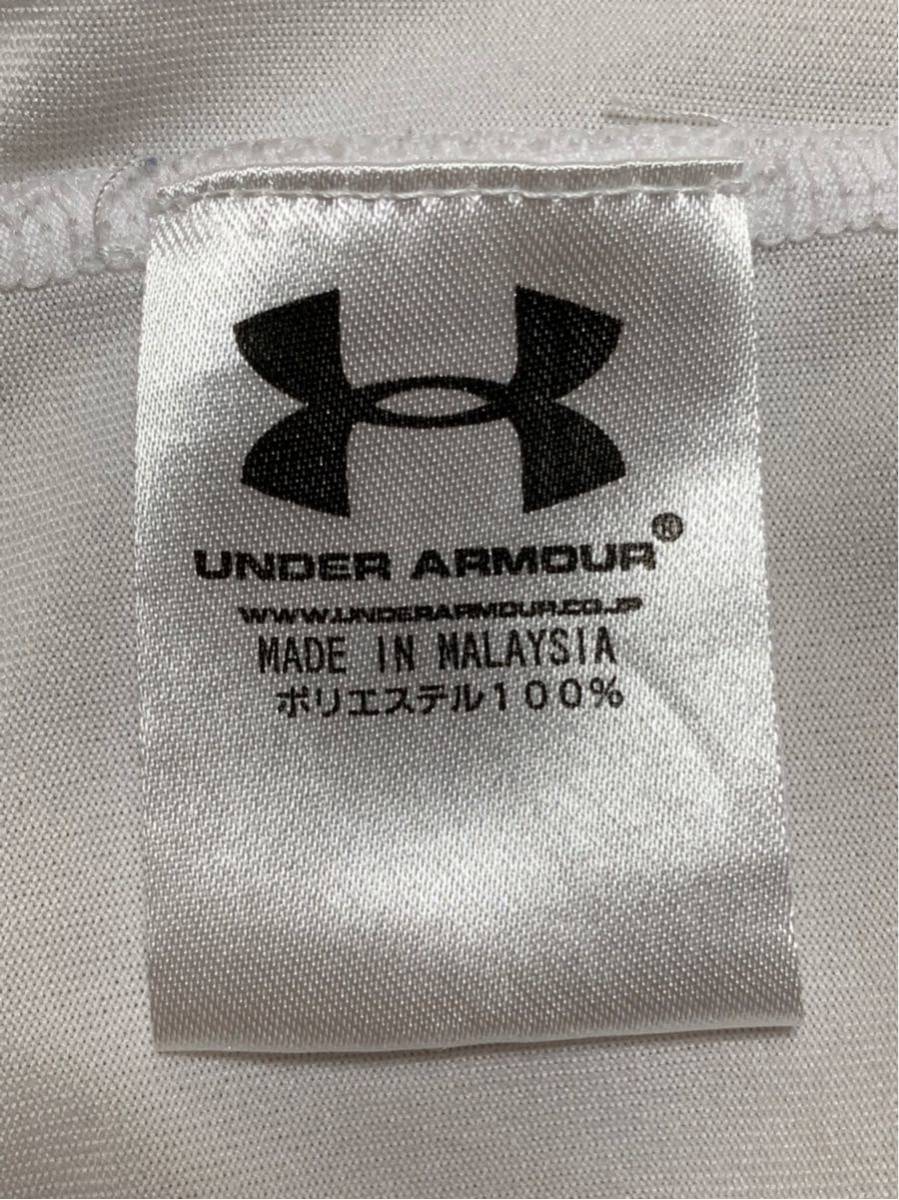 UNDER ARMOUR®
WWW.UNDERARMOUR.CO.JP
MADE IN MALAYSIA
ポリエステル100%